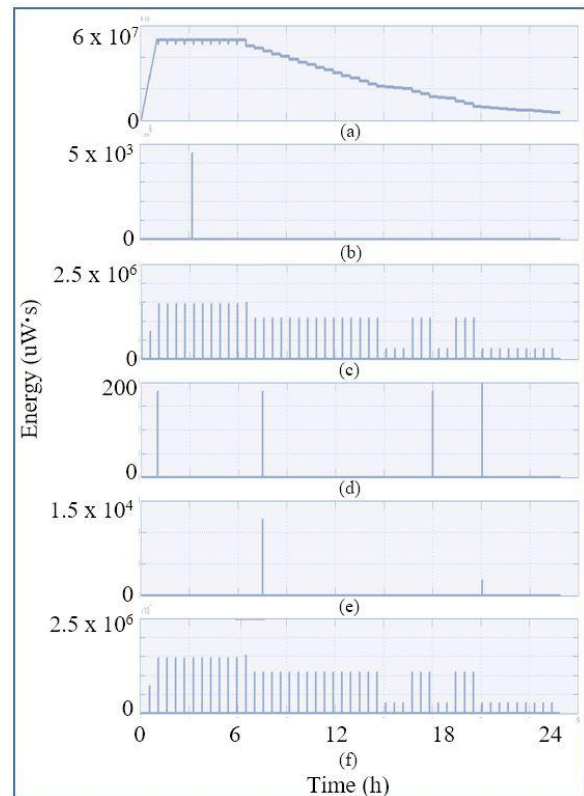 6 x 10⁷
0
(a)
5 x 10³
0
(b)
2.5 x 10⁶
0
(c)
Energy (uW·s)
200
0
(d)
1.5 x 10⁴
0
(e)
2.5 x 10⁶
0
0 6 12 18 24
(f)
Time (h)